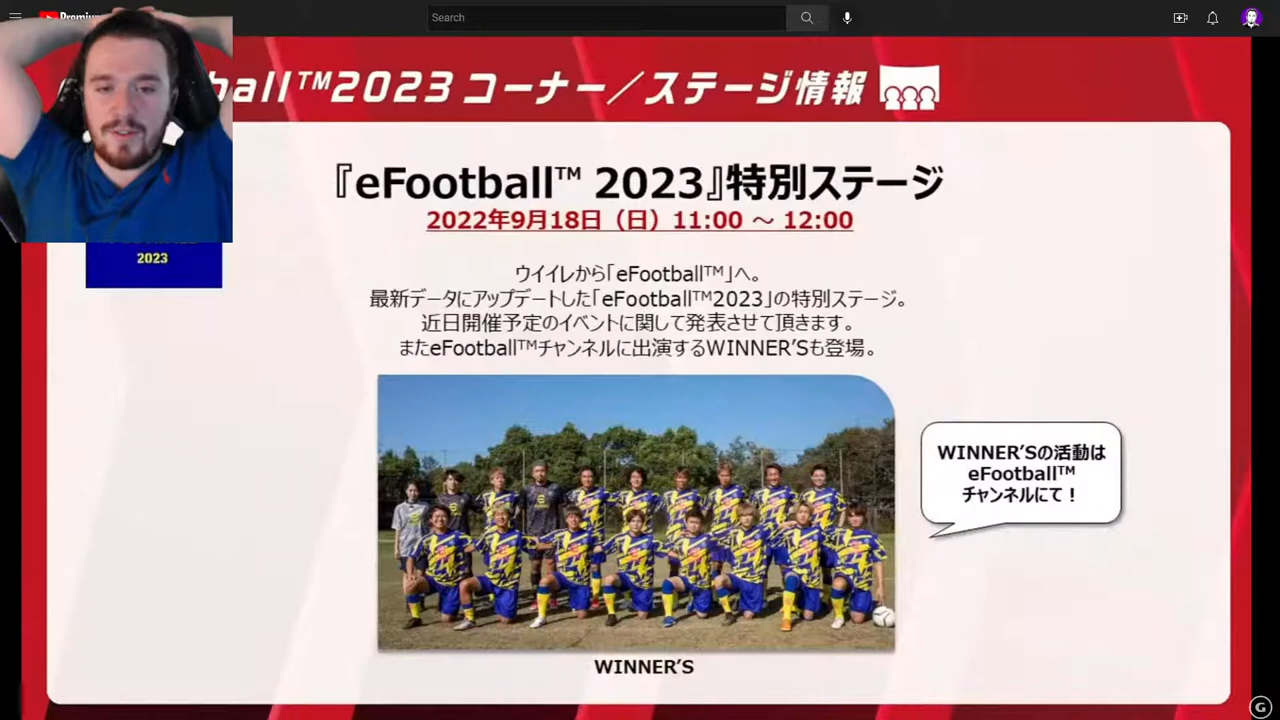 Premium
Search
ball™2023 コーナー／ステージ情報
『eFootball™ 2023』特別ステージ
2022年9月18日（日）11:00 ～ 12:00
2023
ウイイレから「eFootball™」へ。
最新データにアップデートした「eFootball™2023」の特別ステージ。
近日開催予定のイベントに関して発表させて頂きます。
またeFootball™チャンネルに出演するWINNER'Sも登場。
WINNER'Sの活動は
eFootball™
チャンネルにて！
WINNER'S
G